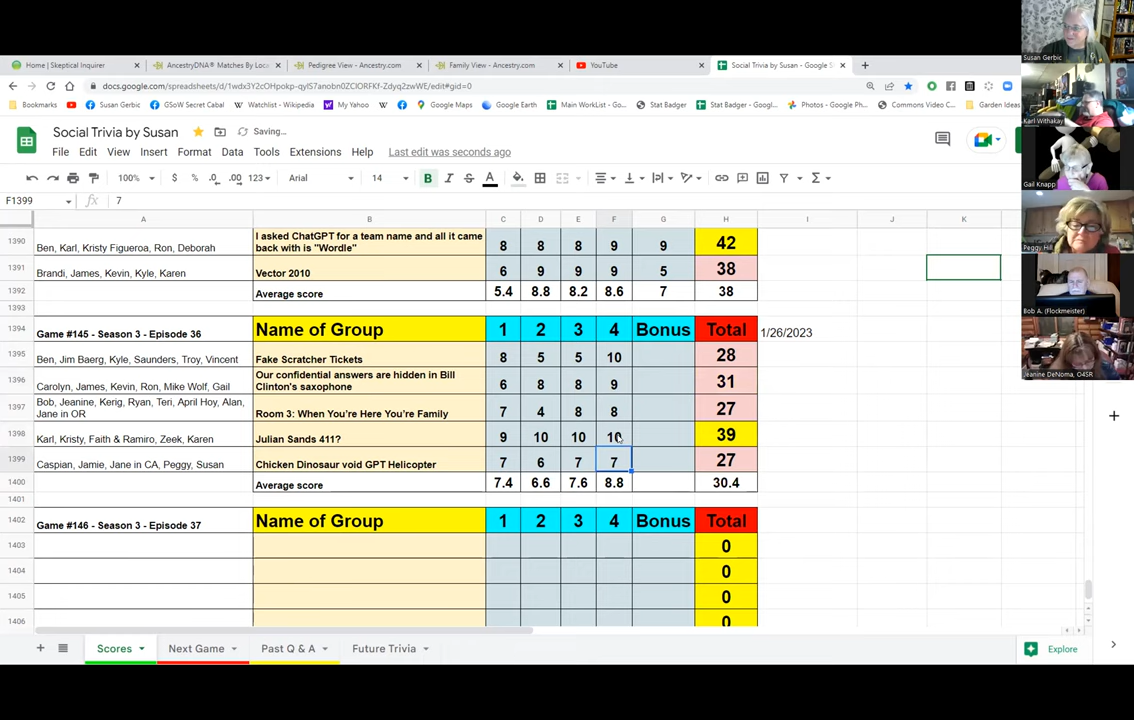 Home | Skeptical Inquirer
AncestryDNA® Matches By Loc
Pedigree View - Ancestry.com
Family View - Ancestry.com
YouTube
Social Trivia by Susan - Google S
docs.google.com/spreadsheets/d/1wdx3Y2cOHpokp-qyIS7anobn0ZCIORFKf-Zdyq2zwWE/edit#gid=0
Bookmarks
Susan Gerbic
GSoW Secret Cabal
Watchlist - Wikipedia
My Yahoo
Google Maps
Google Earth
Main WorkList - Go...
Stat Badger
Stat Badger - Googl...
Photos - Google Ph...
Commons Video C...
Garden Ideas
Social Trivia by Susan
Saving...
File Edit View Insert Format Data Tools Extensions Help Last edit was seconds ago
100% $ % .0 .00 123 Arial 14 B I S A
F1399 fx 7
A B C D E F G H I J K
1390 Ben, Karl, Kristy Figueroa, Ron, Deborah I asked ChatGPT for a team name and all it came back with is "Wordle" 8 8 8 9 9 42
1391 Brandi, James, Kevin, Kyle, Karen Vector 2010 6 9 9 9 5 38
1392 Average score 5.4 8.8 8.2 8.6 7 38
1393
1394 Game #145 - Season 3 - Episode 36 Name of Group 1 2 3 4 Bonus Total 1/26/2023
1395 Ben, Jim Baerg, Kyle, Saunders, Troy, Vincent Fake Scratcher Tickets 8 5 5 10 28
1396 Carolyn, James, Kevin, Ron, Mike Wolf, Gail Our confidential answers are hidden in Bill Clinton's saxophone 6 8 8 9 31
1397 Bob, Jeanine, Kerig, Ryan, Teri, April Hoy, Alan, Jane in OR Room 3: When You're Here You're Family 7 4 8 8 27
1398 Karl, Kristy, Faith & Ramiro, Zeek, Karen Julian Sands 411? 9 10 10 10 39
1399 Caspian, Jamie, Jane in CA, Peggy, Susan Chicken Dinosaur void GPT Helicopter 7 6 7 7 27
1400 Average score 7.4 6.6 7.6 8.8 30.4
1401
1402 Game #146 - Season 3 - Episode 37 Name of Group 1 2 3 4 Bonus Total
1403 0
1404 0
1405 0
1406 0
Scores Next Game Past Q & A Future Trivia
Explore
Susan Gerbic
Karl Withakay
Gail Knapp
Peggy Hill
Bob A. (Flockmeister)
Jeanine DeNoma, O4SR